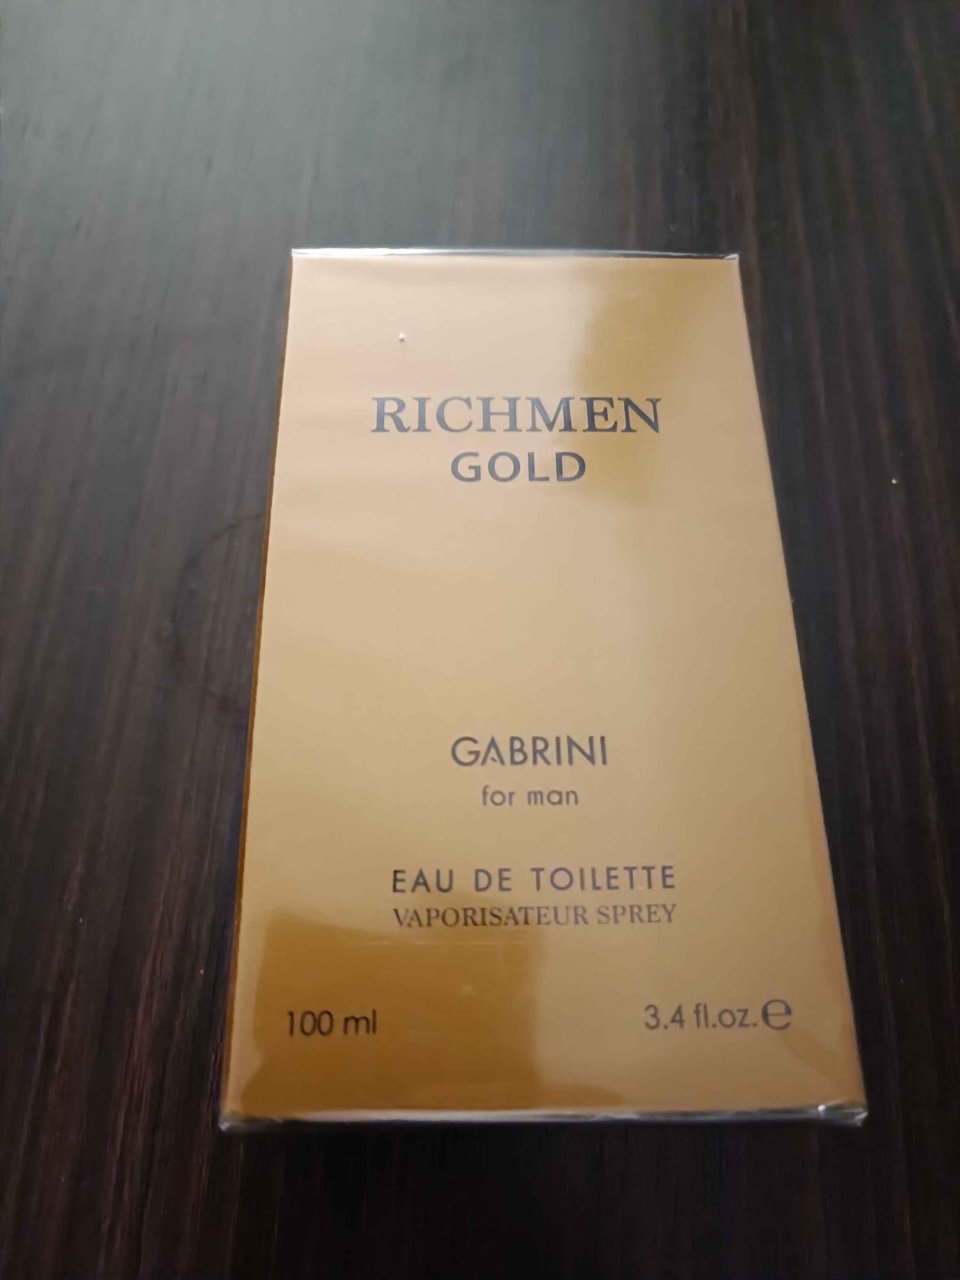 RICHMEN
GOLD
GABRINI
for man
EAU DE TOILETTE
VAPORISATEUR SPREY
100 ml
3.4 fl.oz.℮